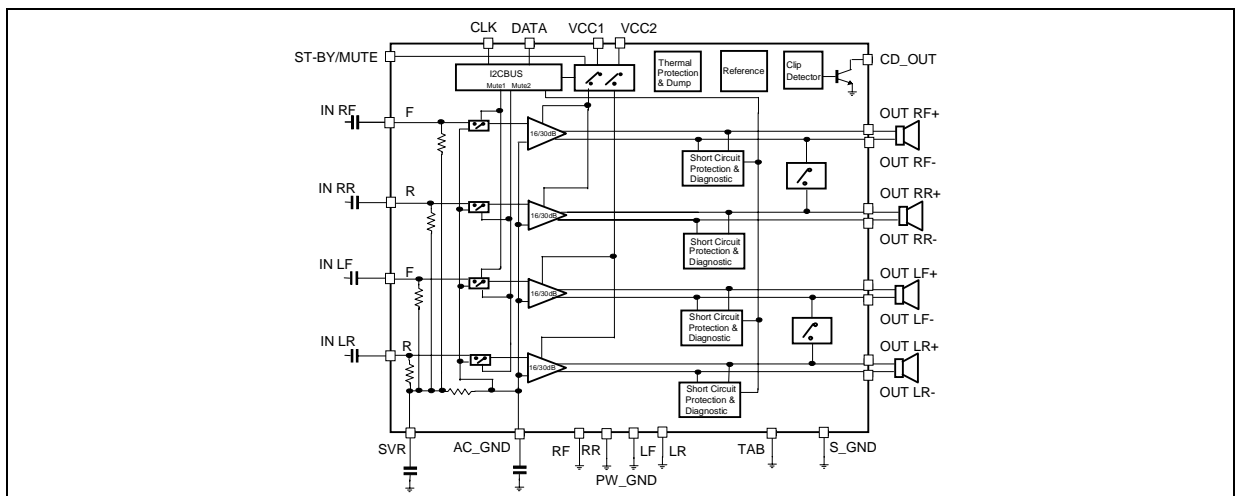 CLK DATA VCC1 VCC2
ST-BY/MUTE
I2CBUS
Mute1 Mute2
Thermal
Protection
& Dump
Reference
Clip
Detector
CD_OUT
IN RF
F
16/30dB
Short Circuit
Protection &
Diagnostic
OUT RF+
OUT RF-
IN RR
R
16/30dB
Short Circuit
Protection &
Diagnostic
OUT RR+
OUT RR-
IN LF
F
16/30dB
Short Circuit
Protection &
Diagnostic
OUT LF+
OUT LF-
IN LR
R
16/30dB
Short Circuit
Protection &
Diagnostic
OUT LR+
OUT LR-
SVR AC_GND RF RR LF LR TAB S_GND
PW_GND